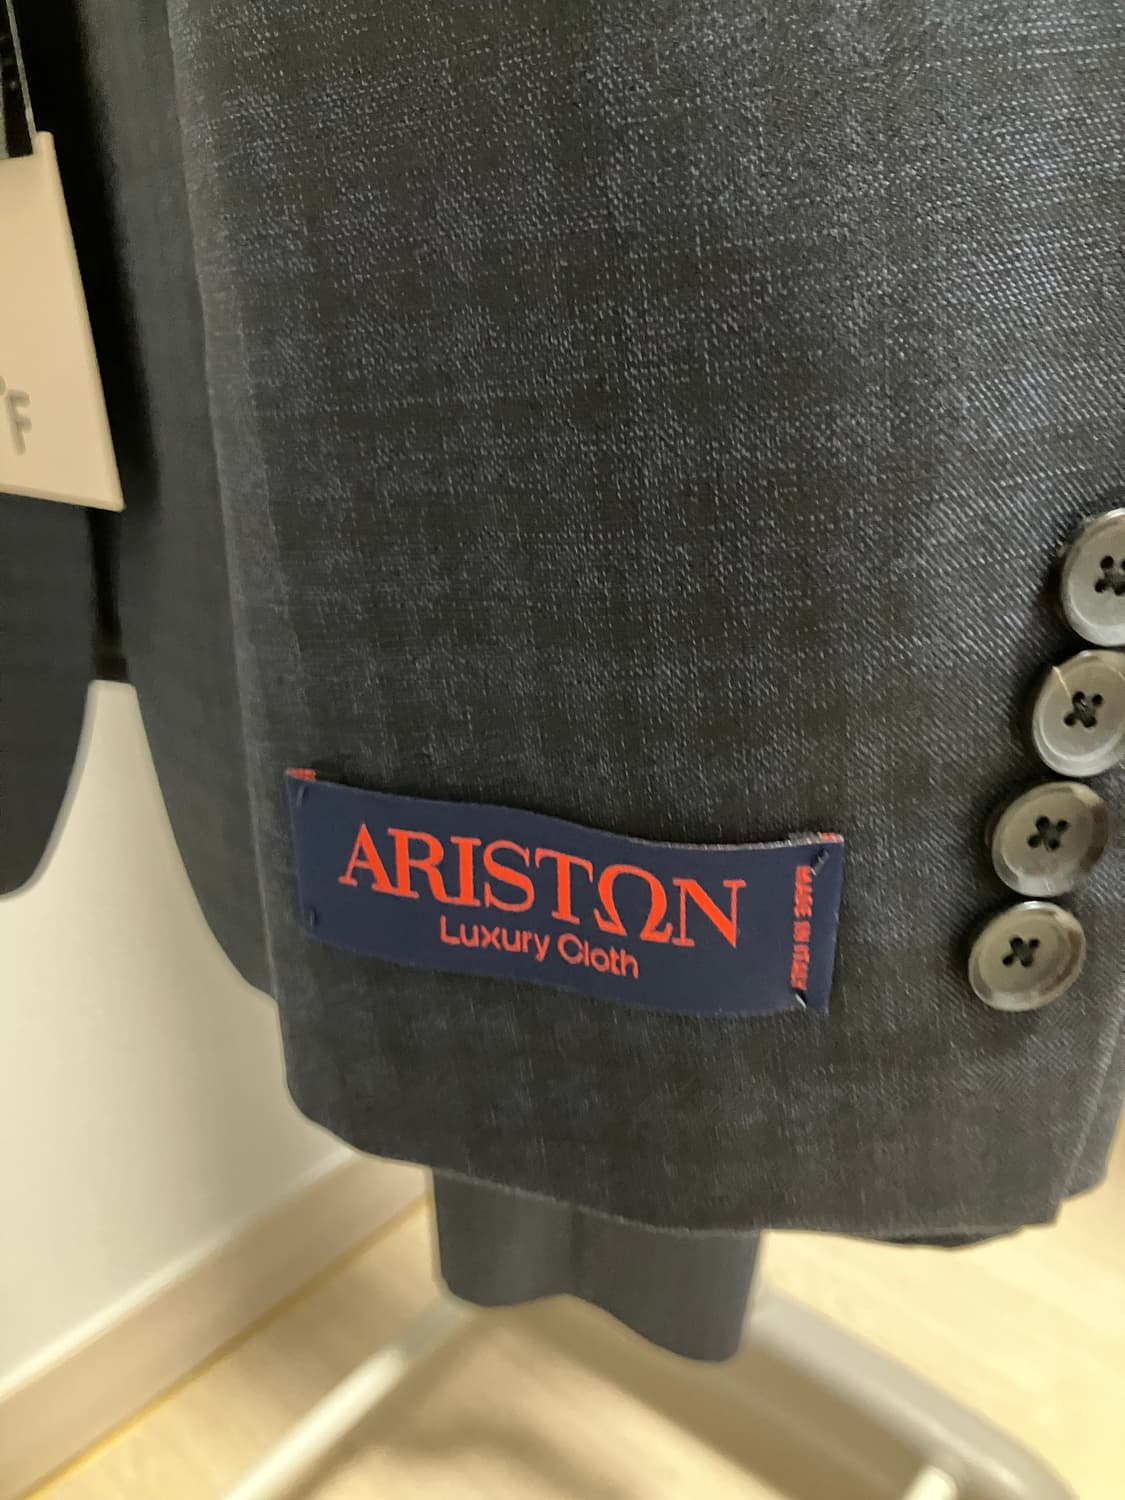 F
ARISTΩN
Luxury Cloth
MADE IN ITALY